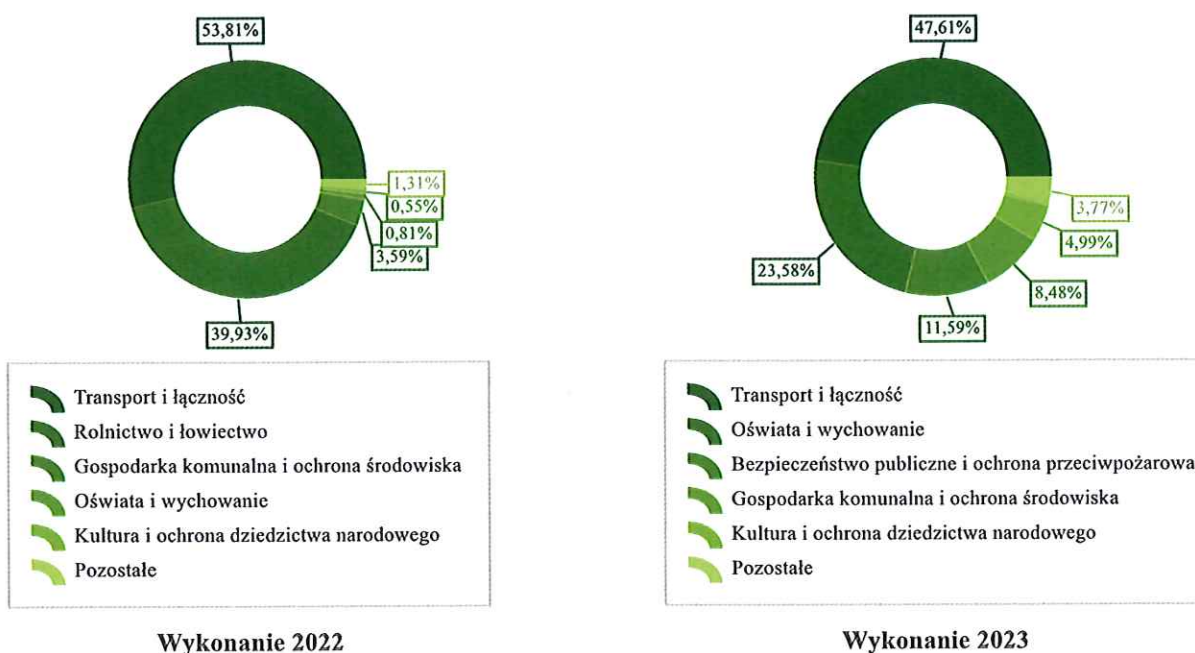 53,81%
1,31%
0,55%
0,81%
3,59%
39,93%
Transport i łączność
Rolnictwo i łowiectwo
Gospodarka komunalna i ochrona środowiska
Oświata i wychowanie
Kultura i ochrona dziedzictwa narodowego
Pozostałe
Wykonanie 2022
47,61%
3,77%
4,99%
8,48%
11,59%
23,58%
Transport i łączność
Oświata i wychowanie
Bezpieczeństwo publiczne i ochrona przeciwpożarowa
Gospodarka komunalna i ochrona środowiska
Kultura i ochrona dziedzictwa narodowego
Pozostałe
Wykonanie 2023